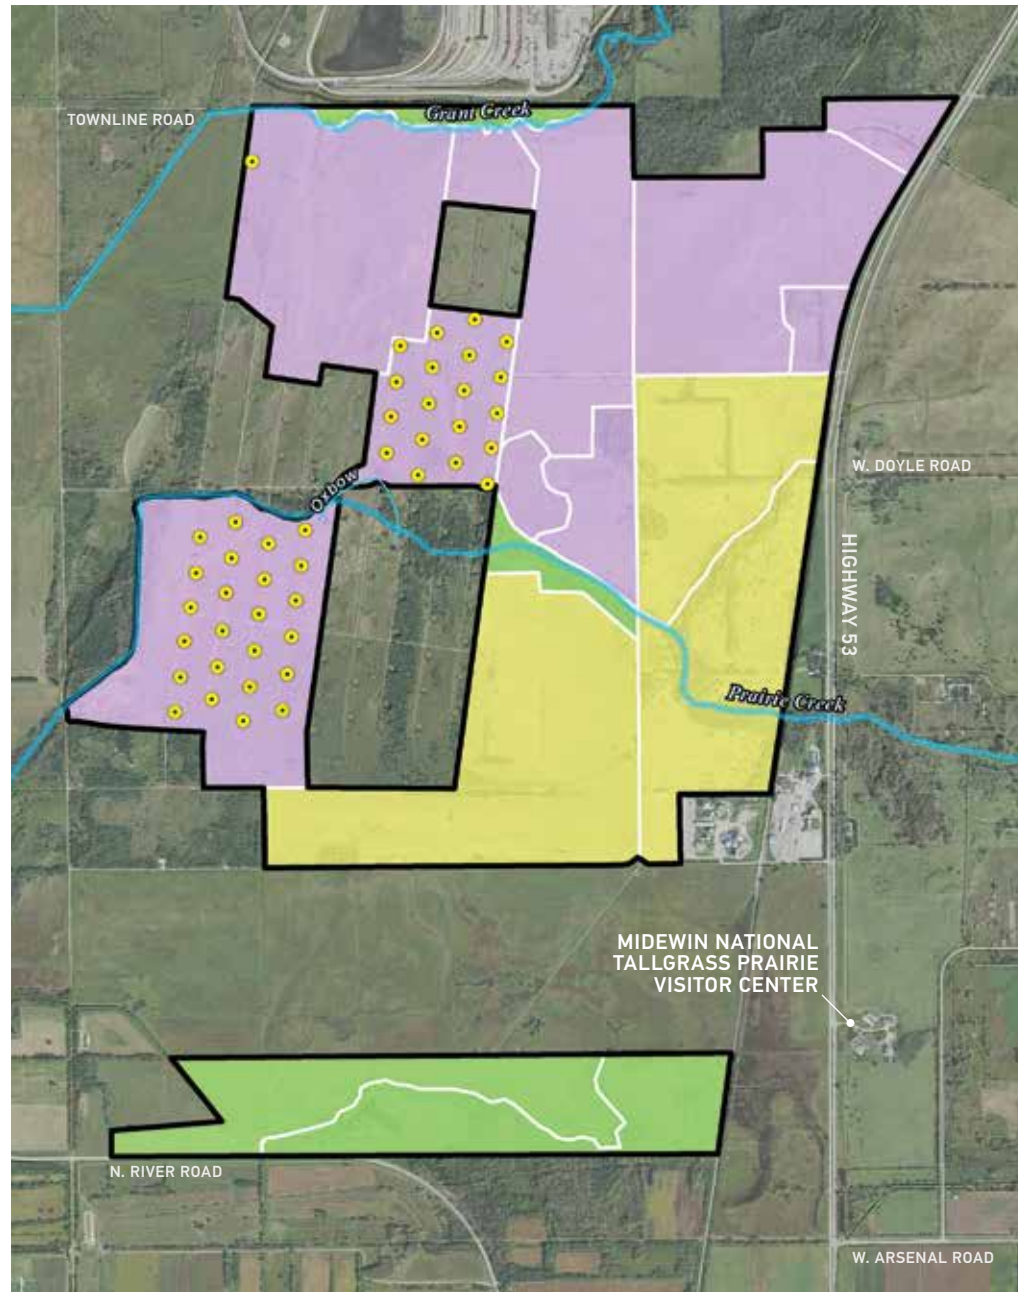 Grant Creek
TOWNLINE ROAD
W. DOYLE ROAD
Oxbow
HIGHWAY 53
Prairie Creek
MIDEWIN NATIONAL
TALLGRASS PRAIRIE
VISITOR CENTER
N. RIVER ROAD
W. ARSENAL ROAD